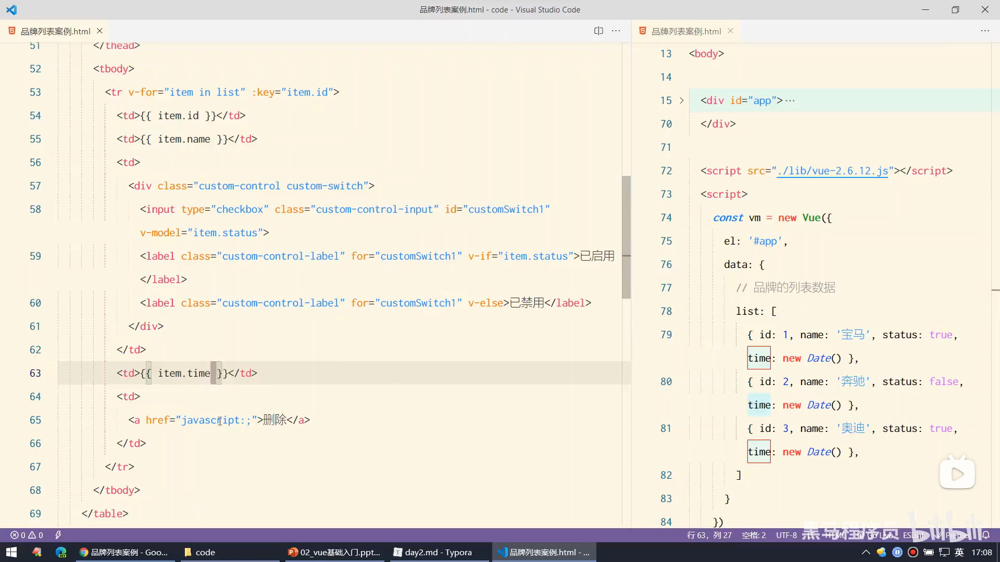 品牌列表案例.html - code - Visual Studio Code
品牌列表案例.html
51 </thead>
52 <tbody>
53 <tr v-for="item in list" :key="item.id">
54 <td>{{ item.id }}</td>
55 <td>{{ item.name }}</td>
56 <td>
57 <div class="custom-control custom-switch">
58 <input type="checkbox" class="custom-control-input" id="customSwitch1"
v-model="item.status">
59 <label class="custom-control-label" for="customSwitch1" v-if="item.status">已启用
</label>
60 <label class="custom-control-label" for="customSwitch1" v-else>已禁用</label>
61 </div>
62 </td>
63 <td>{{ item.time }}</td>
64 <td>
65 <a href="javascript:;">删除</a>
66 </td>
67 </tr>
68 </tbody>
69 </table>
品牌列表案例.html
13 <body>
14
15 <div id="app">···
70 </div>
71
72 <script src="./lib/vue-2.6.12.js"></script>
73 <script>
74 const vm = new Vue({
75 el: '#app',
76 data: {
77 // 品牌的列表数据
78 list: [
79 { id: 1, name: '宝马', status: true,
time: new Date() },
80 { id: 2, name: '奔驰', status: false,
time: new Date() },
81 { id: 3, name: '奥迪', status: true,
time: new Date() },
82 ]
83 }
84 })
黑马程序员 bilibili
0 0
行 63，列 27 空格: 2 UTF-8 LF HTML Go Live ESLint Prettier
品牌列表案例 - Goo...
code
02_vue基础入门.ppt...
day2.md - Typora
品牌列表案例.html - ...
英 17:08